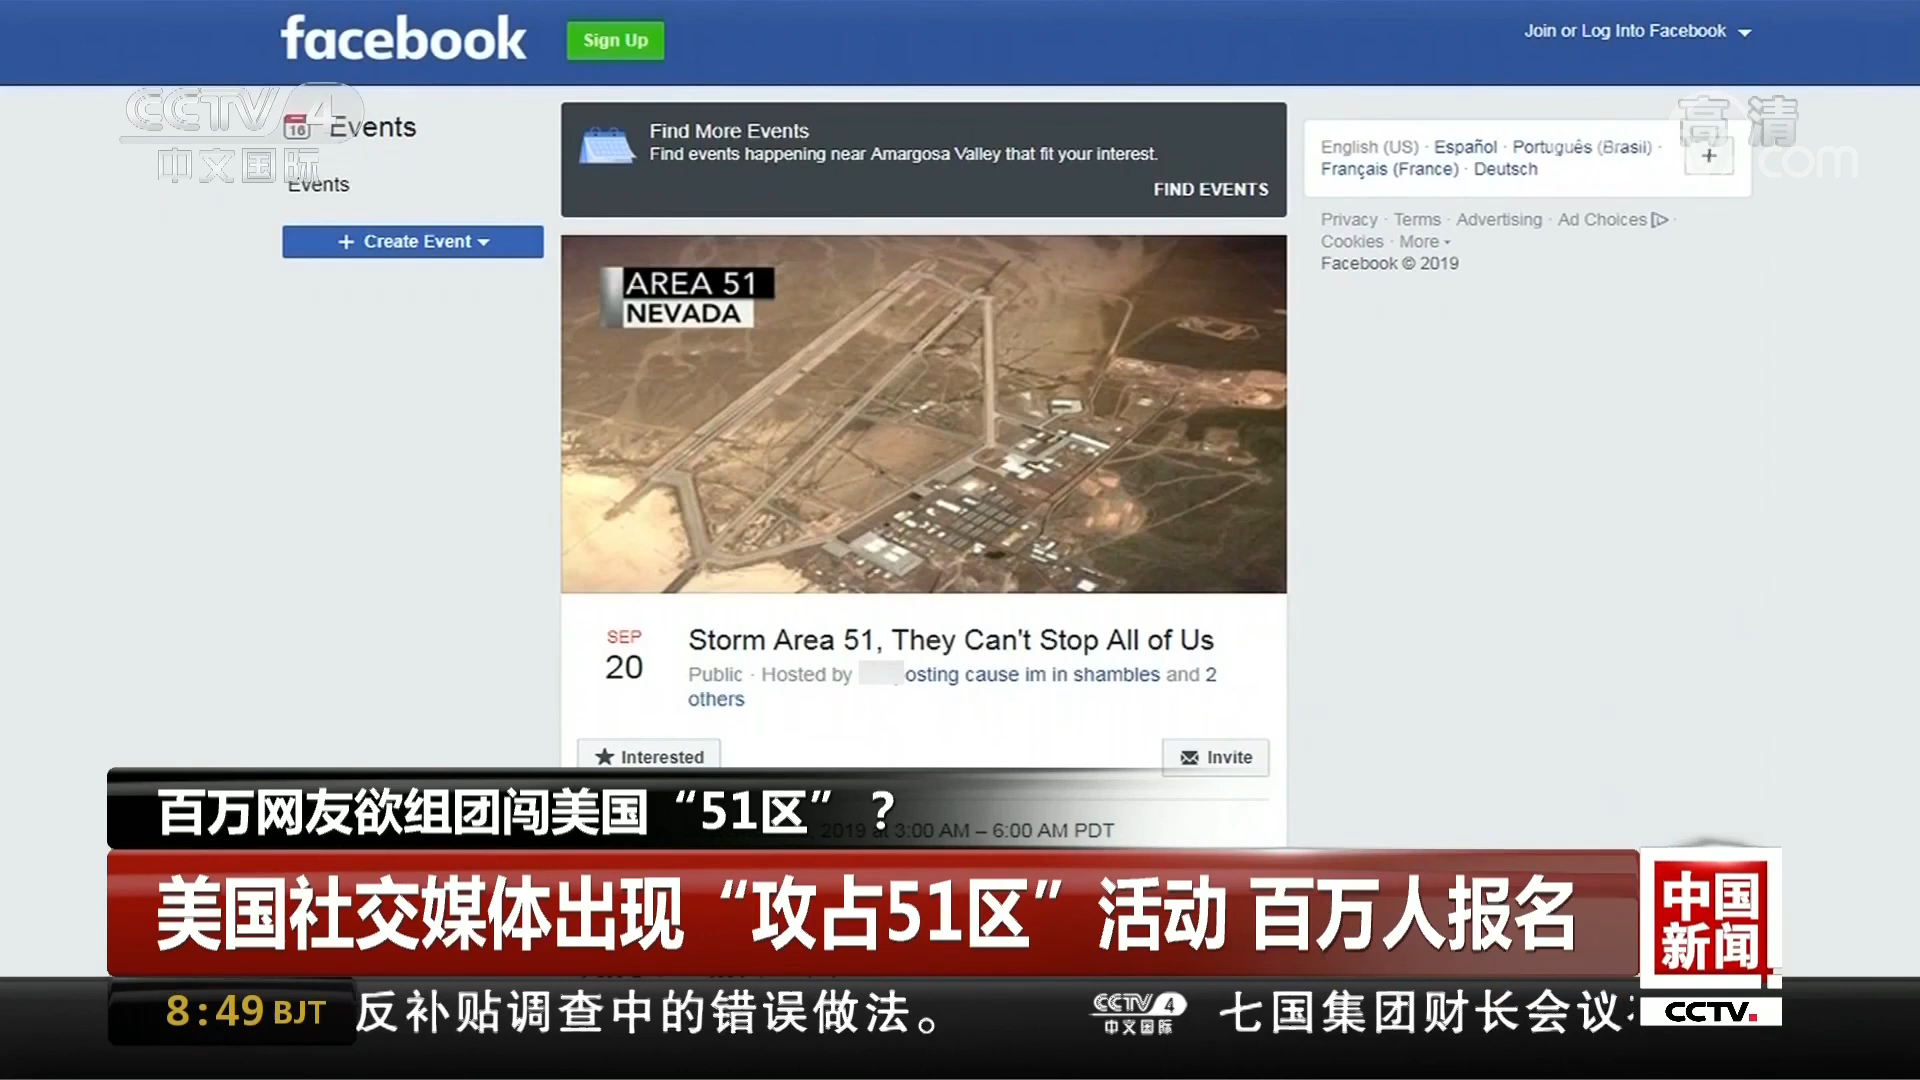 facebook
Sign Up
Join or Log Into Facebook
CCTV 4
中文国际
高清
com
16
Events
Events
+ Create Event
Find More Events
Find events happening near Amargosa Valley that fit your interest.
FIND EVENTS
English (US) · Español · Português (Brasil) ·
Français (France) · Deutsch
+
Privacy · Terms · Advertising · Ad Choices ·
Cookies · More
Facebook © 2019
AREA 51
NEVADA
SEP
20
Storm Area 51, They Can't Stop All of Us
Public · Hosted by osting cause im in shambles and 2
others
Interested
Invite
2019 at 3:00 AM – 6:00 AM PDT
百万网友欲组团闯美国“51区”?
美国社交媒体出现“攻占51区”活动 百万人报名
中国
新闻
CCTV.
8:49 BJT
反补贴调查中的错误做法。
CCTV 4
中文国际
七国集团财长会议